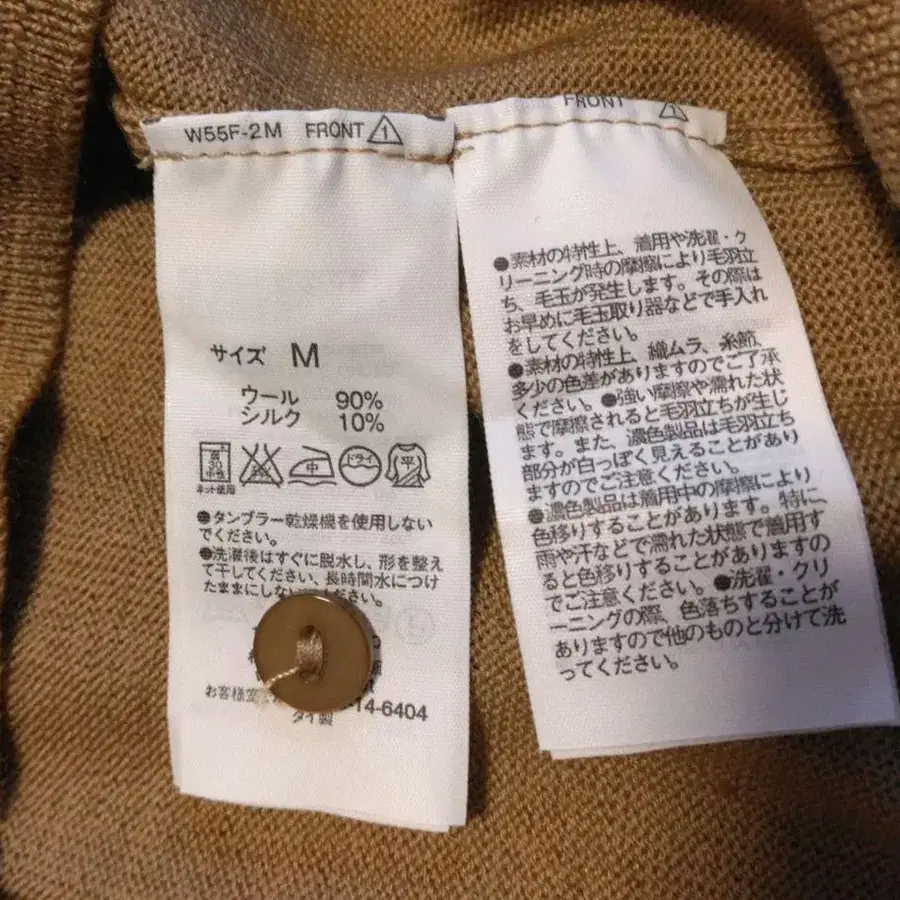 W55F-2M FRONT 1
サイズ M
ウール 90%
シルク 10%
30
中性
中
ドライ
平
ネット使用
●タンブラー乾燥機を使用しない
でください。
●洗濯後はすぐに脱水し、形を整え
て干してください、長時間水につけ
たままにしない
ください。
お客様室
14-6404
タイ製
FRONT 1
●素材の特性上、着用や洗濯・ク
リーニング時の摩擦により毛羽立
ち、毛玉が発生します。その際は
お早めに毛玉取り器などで手入れ
をしてください。
●素材の特性上、織ムラ、糸節、
多少の色差がありますのでご了承
ください。●強い摩擦や濡れた状
態で摩擦されると毛羽立ちが生じ
ます。また、濃色製品は毛羽立ち
部分が白っぽく見えることがあり
ますのでご注意ください。
●濃色製品は着用中の摩擦により
色移りすることがあります。特に
雨や汗などで濡れた状態で着用す
ると色移りすることがありますの
でご注意ください。●洗濯・クリ
ーニングの際、色落ちすることが
ありますので他のものと分けて洗
ってください。